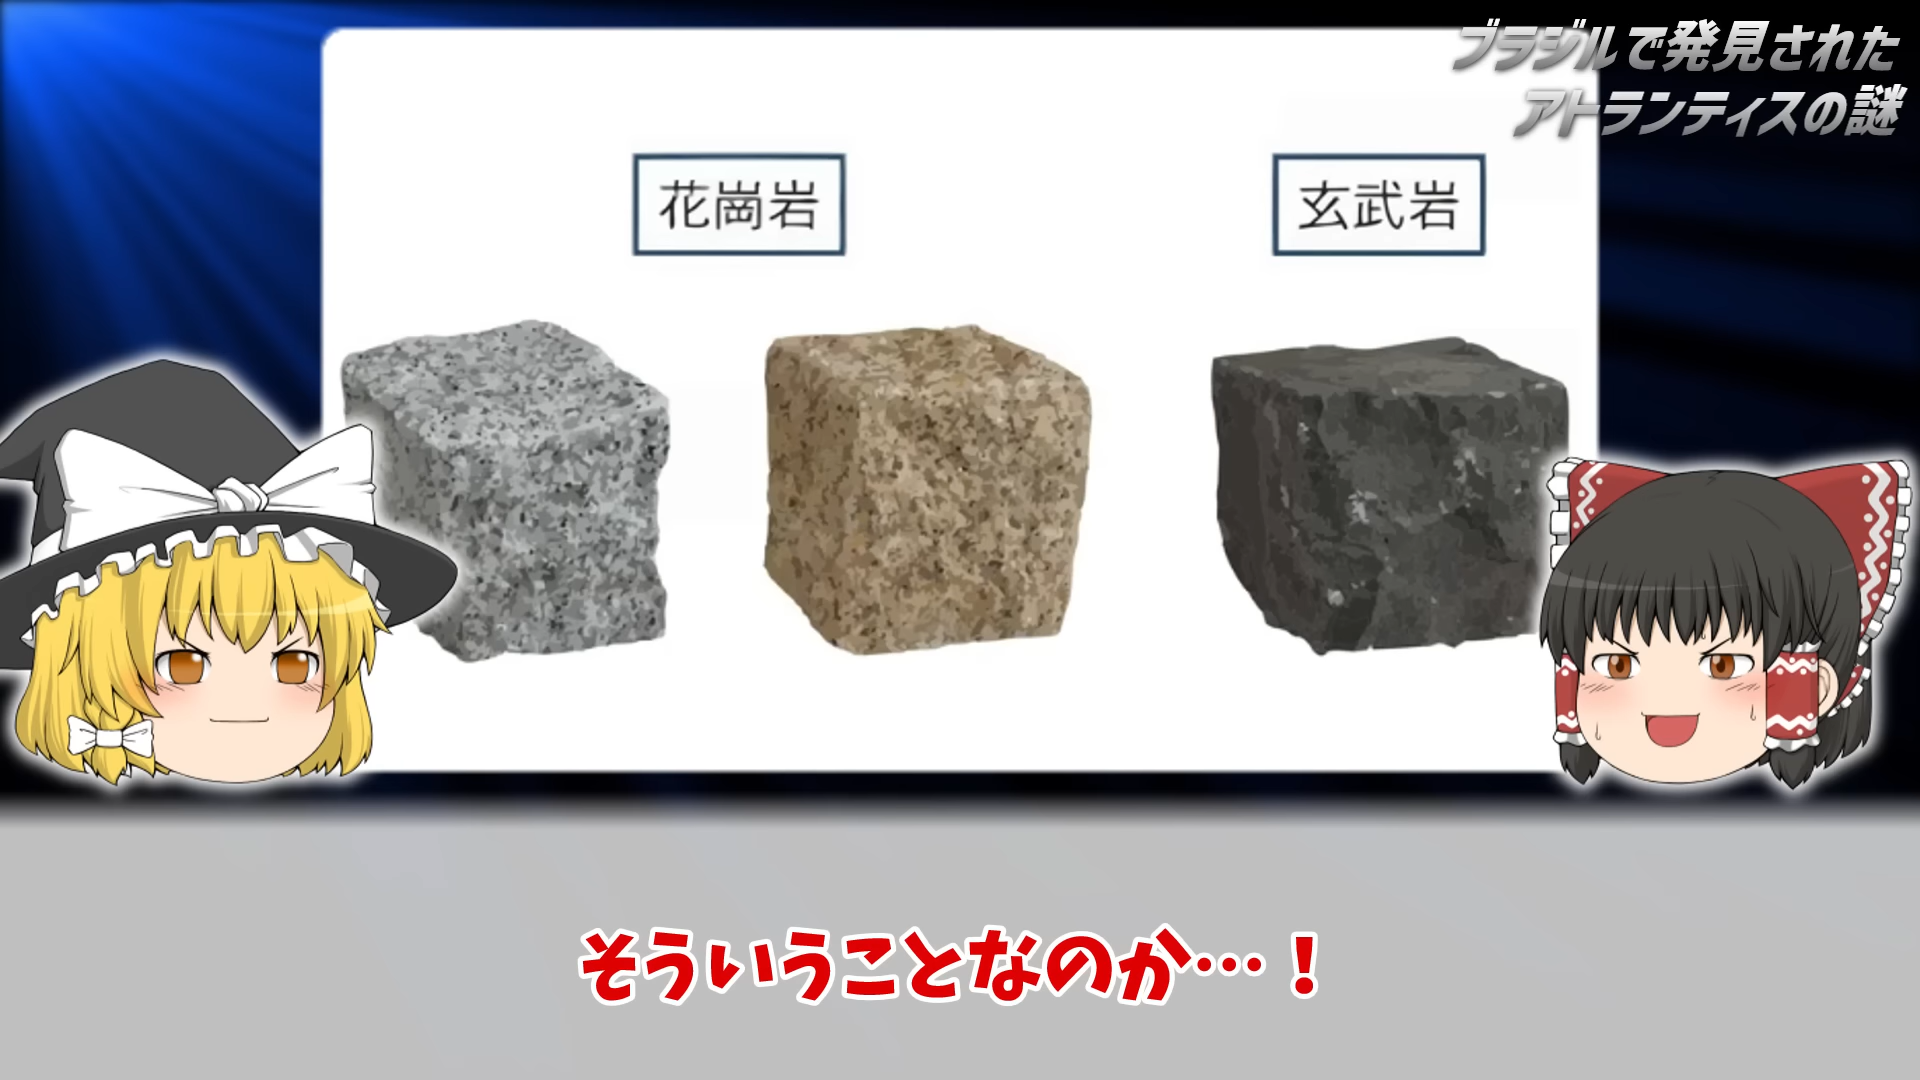 ブラジルで発見された
アトランティスの謎
花崗岩
玄武岩
そういうことなのか…！